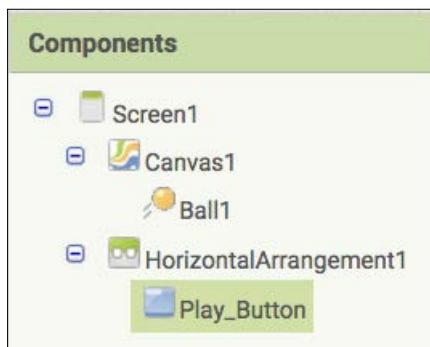 Components
Screen1
Canvas1
Ball1
HorizontalArrangement1
Play_Button